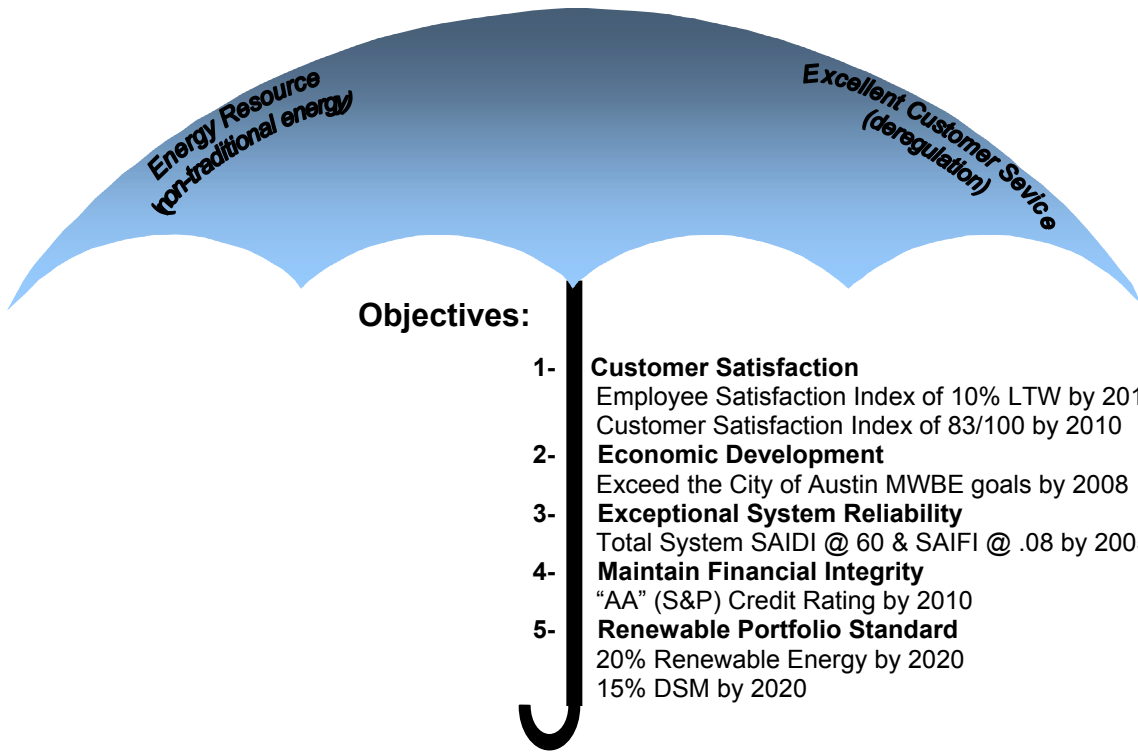 Energy Resource
(non-traditional energy)
Excellent Customer Sevice
(deregulation)
Objectives:
1- Customer Satisfaction
Employee Satisfaction Index of 10% LTW by
Customer Satisfaction Index of 83/100 by 2010
2- Economic Development
Exceed the City of Austin MWBE goals by 2008
3- Exceptional System Reliability
Total System SAIDI @ 60 & SAIFI @ .08 by
4- Maintain Financial Integrity
“AA” (S&P) Credit Rating by 2010
5- Renewable Portfolio Standard
20% Renewable Energy by 2020
15% DSM by 2020